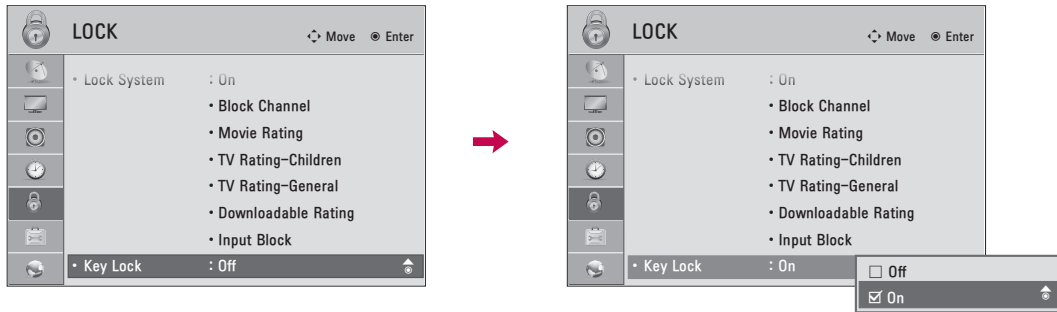 LOCK
Move Enter
• Lock System : On
• Block Channel
• Movie Rating
• TV Rating-Children
• TV Rating-General
• Downloadable Rating
• Input Block
• Key Lock : Off
LOCK
Move Enter
• Lock System : On
• Block Channel
• Movie Rating
• TV Rating-Children
• TV Rating-General
• Downloadable Rating
• Input Block
• Key Lock : On
Off
On